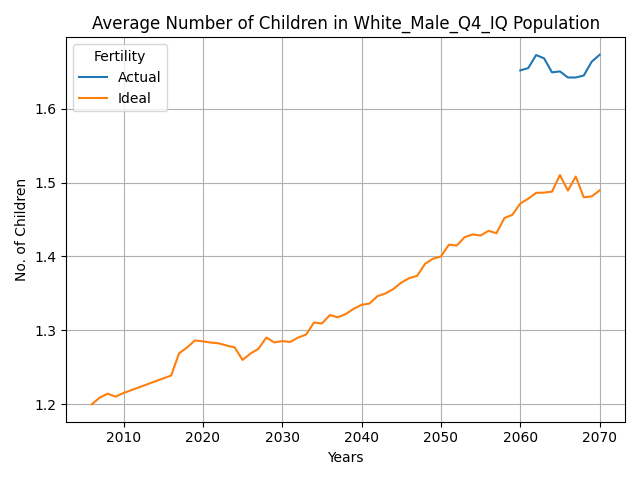 Average Number of Children in White_Male_Q4_IQ Population
Fertility
Actual
Ideal
No. of Children
1.6
1.5
1.4
1.3
1.2
2010 2020 2030 2040 2050 2060 2070
Years